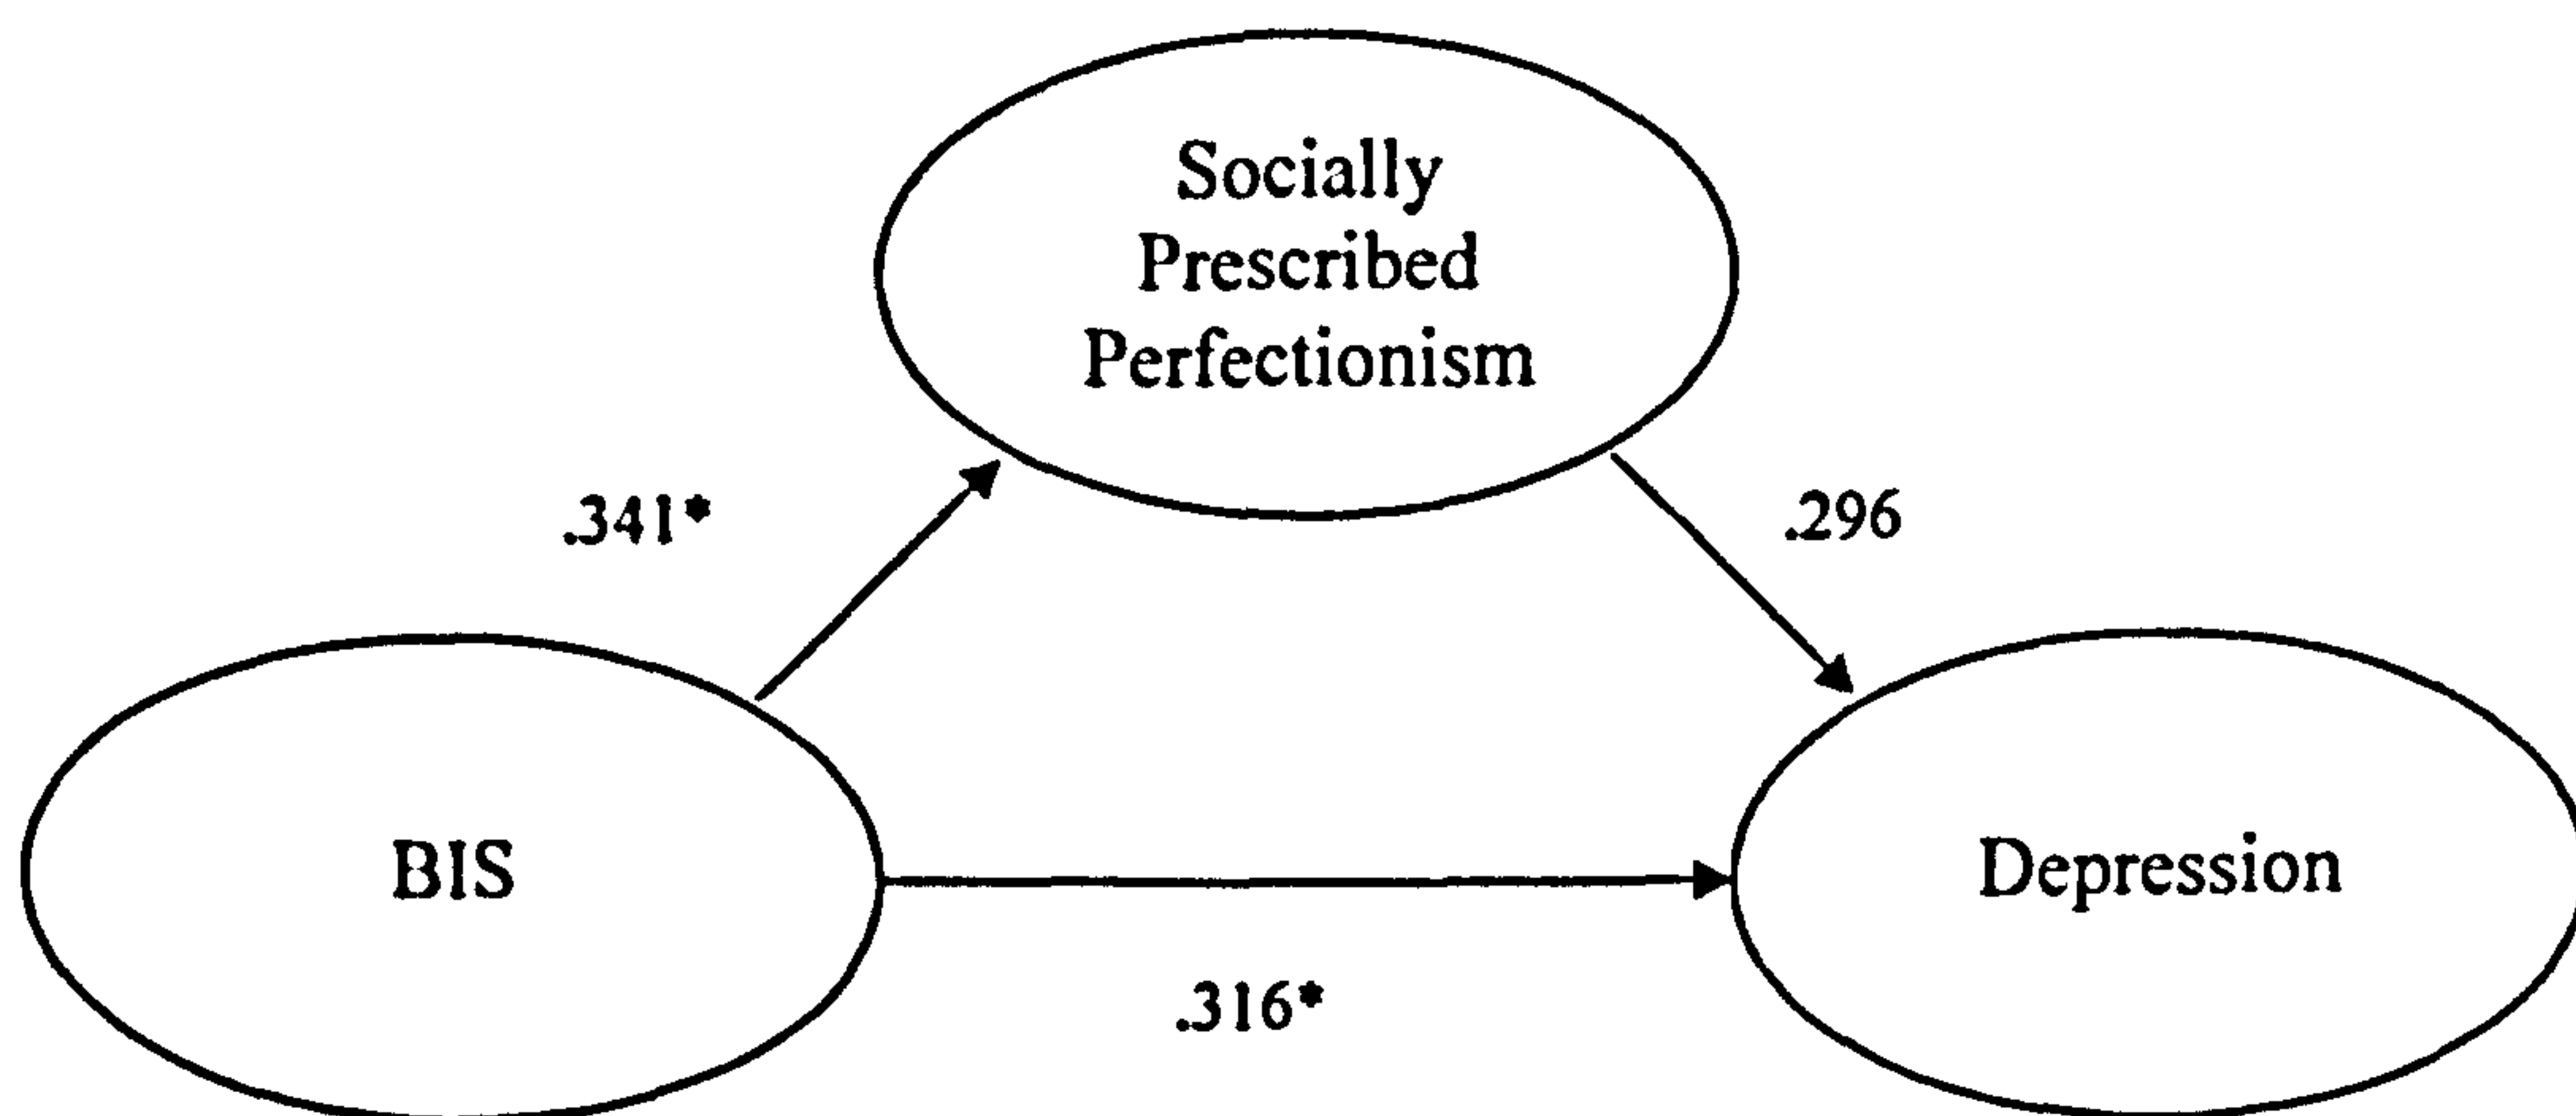 Socially
Prescribed
Perfectionism
.341*
.296
BIS
Depression
.316*